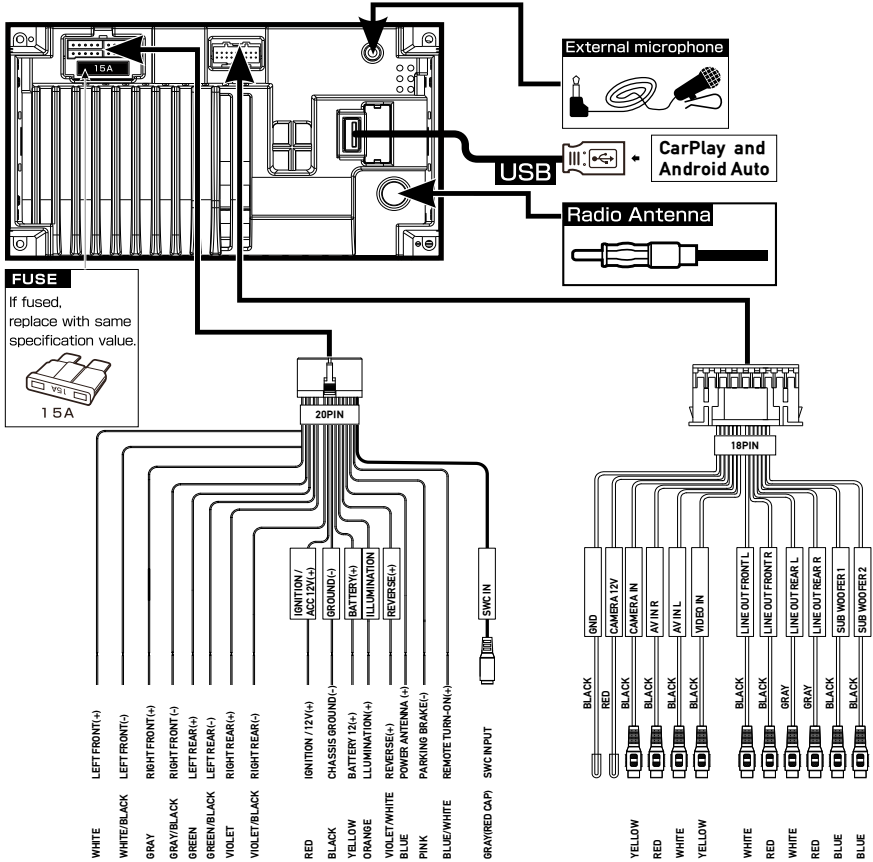 15A
External microphone
USB
CarPlay and
Android Auto
Radio Antenna
FUSE
If fused,
replace with same
specification value.
15A
15A
20PIN
18PIN
IGNITION /
ACC 12V(+)
GROUND(-)
BATTERY(+)
ILLUMINATION
REVERSE(+)
SWC IN
GND
CAMERA 12V
CAMERA IN
AV IN R
AV IN L
VIDEO IN
LINE OUT FRONT L
LINE OUT FRONT R
LINE OUT REAR L
LINE OUT REAR R
SUB WOOFER 1
SUB WOOFER 2
BLACK
RED
BLACK
BLACK
BLACK
BLACK
BLACK
BLACK
GRAY
GRAY
BLACK
BLACK
LEFT FRONT(+)
LEFT FRONT(-)
RIGHT FRONT(+)
RIGHT FRONT (-)
LEFT REAR(+)
LEFT REAR(-)
RIGHT REAR(+)
RIGHT REAR(-)
IGNITION / 12V(+)
CHASSIS GROUND(-)
BATTERY 12(+)
LLUMINATION(+)
REVERSE(+)
POWER ANTENNA (+)
PARKING BRAKE(-)
REMOTE TURN-ON(+)
SWC INPUT
WHITE
WHITE/BLACK
GRAY
GRAY/BLACK
GREEN
GREEN/BLACK
VIOLET
VIOLET/BLACK
RED
BLACK
YELLOW
ORANGE
VIOLET/WHITE
BLUE
PINK
BLUE/WHITE
GRAY(RED CAP)
YELLOW
RED
WHITE
YELLOW
WHITE
RED
WHITE
RED
BLUE
BLUE